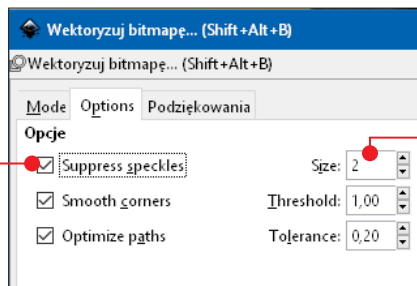 Wektoryzuj bitmapę... (Shift+Alt+B)
Wektoryzuj bitmapę... (Shift+Alt+B)
Mode Options Podziękowania
Opcje
Suppress speckles Size: 2
Smooth corners Threshold: 1,00
Optimize paths Tolerance: 0,20